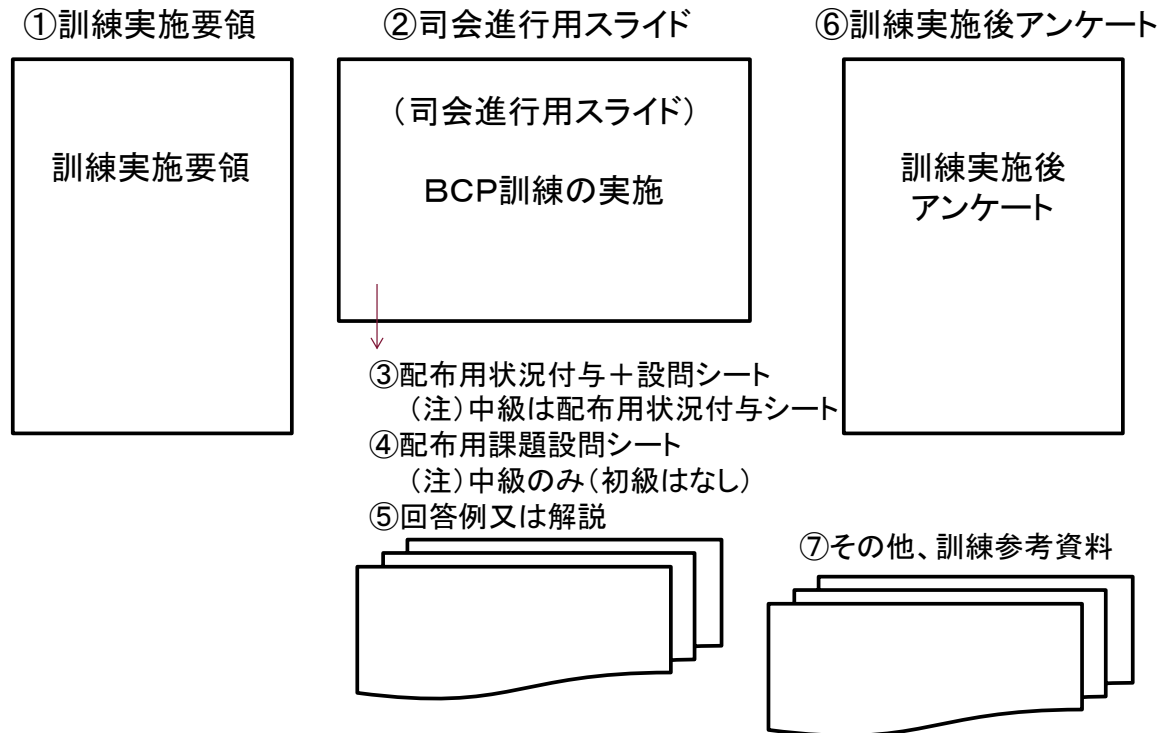 ①訓練実施要領
②司会進行用スライド
⑥訓練実施後アンケート
訓練実施要領
（司会進行用スライド）
ＢＣＰ訓練の実施
訓練実施後
アンケート
③配布用状況付与＋設問シート
（注）中級は配布用状況付与シート
④配布用課題設問シート
（注）中級のみ（初級はなし）
⑤回答例又は解説
⑦その他、訓練参考資料